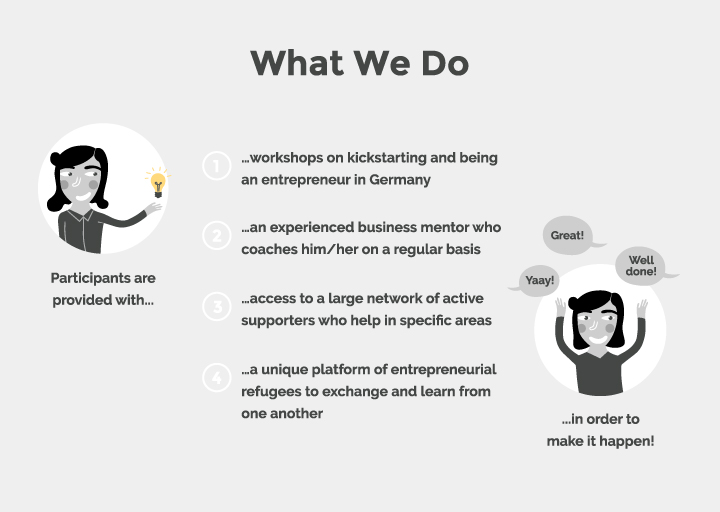 What We Do
Participants are
provided with...
1
...workshops on kickstarting and being
an entrepreneur in Germany
2
...an experienced business mentor who
coaches him/her on a regular basis
3
...access to a large network of active
supporters who help in specific areas
4
...a unique platform of entrepreneurial
refugees to exchange and learn from
one another
Great!
Well
done!
Yaay!
...in order to
make it happen!